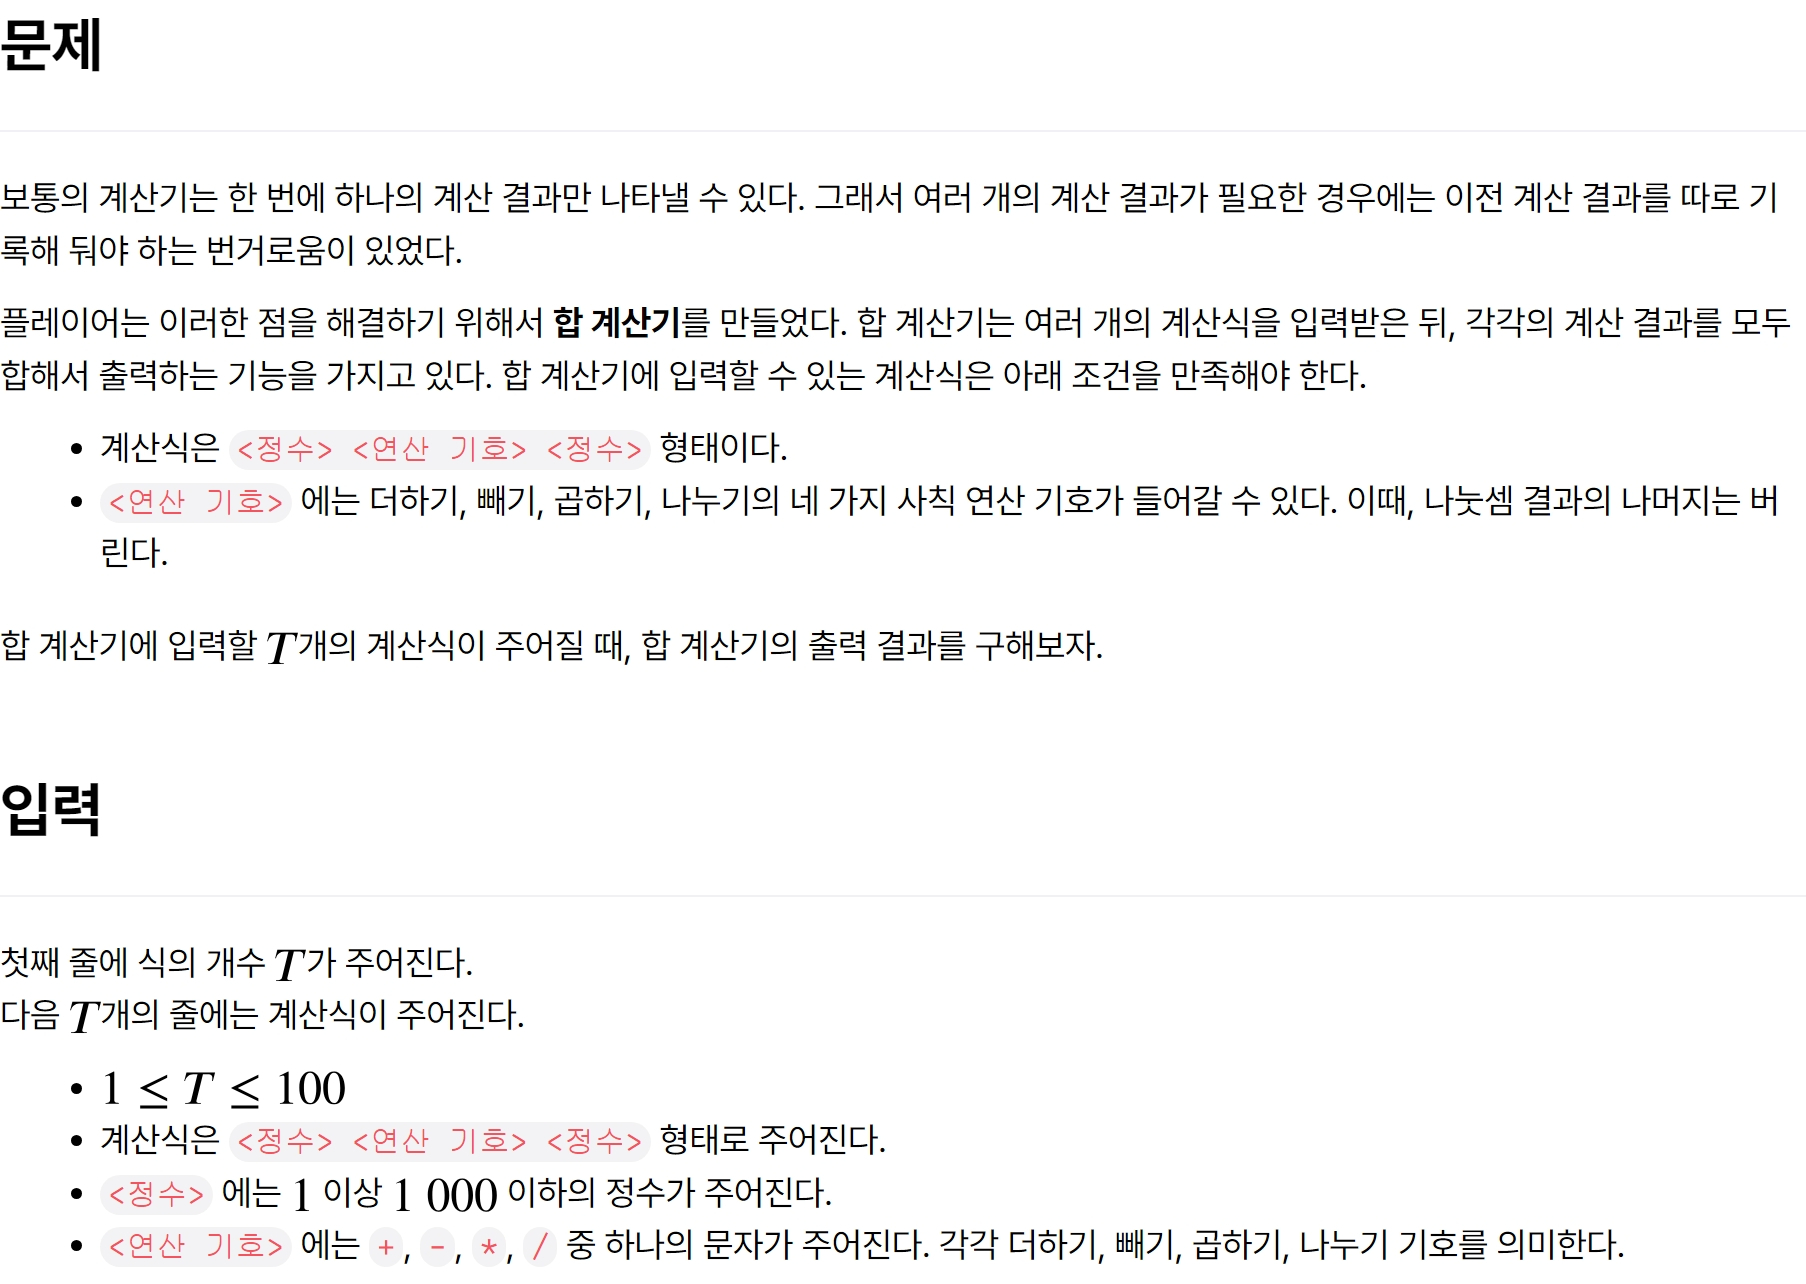 문제
보통의 계산기는 한 번에 하나의 계산 결과만 나타낼 수 있다. 그래서 여러 개의 계산 결과가 필요한 경우에는 이전 계산 결과를 따로 기
록해 둬야 하는 번거로움이 있었다.
플레이어는 이러한 점을 해결하기 위해서 합 계산기를 만들었다. 합 계산기는 여러 개의 계산식을 입력받은 뒤, 각각의 계산 결과를 모두
합해서 출력하는 기능을 가지고 있다. 합 계산기에 입력할 수 있는 계산식은 아래 조건을 만족해야 한다.
• 계산식은 <정수> <연산 기호> <정수> 형태이다.
• <연산 기호> 에는 더하기, 빼기, 곱하기, 나누기의 네 가지 사칙 연산 기호가 들어갈 수 있다. 이때, 나눗셈 결과의 나머지는 버
린다.
합 계산기에 입력할 T개의 계산식이 주어질 때, 합 계산기의 출력 결과를 구해보자.
입력
첫째 줄에 식의 개수 T가 주어진다.
다음 T개의 줄에는 계산식이 주어진다.
• 1 ≤ T ≤ 100
• 계산식은 <정수> <연산 기호> <정수> 형태로 주어진다.
• <정수> 에는 1 이상 1 000 이하의 정수가 주어진다.
• <연산 기호> 에는 +, -, *, / 중 하나의 문자가 주어진다. 각각 더하기, 빼기, 곱하기, 나누기 기호를 의미한다.